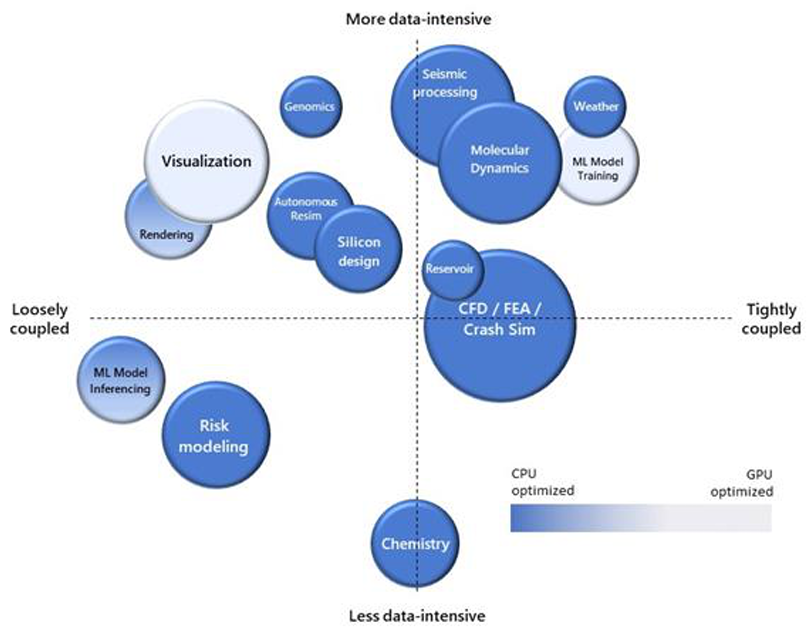 More data-intensive
Seismic
processing
Genomics
Weather
Visualization
Molecular
Dynamics
ML Model
Training
Autonomous
Resim
Rendering
Silicon
design
Reservoir
Loosely
coupled
CFD / FEA /
Crash Sim
Tightly
coupled
ML Model
Inferencing
Risk
modeling
CPU
optimized
GPU
optimized
Chemistry
Less data-intensive